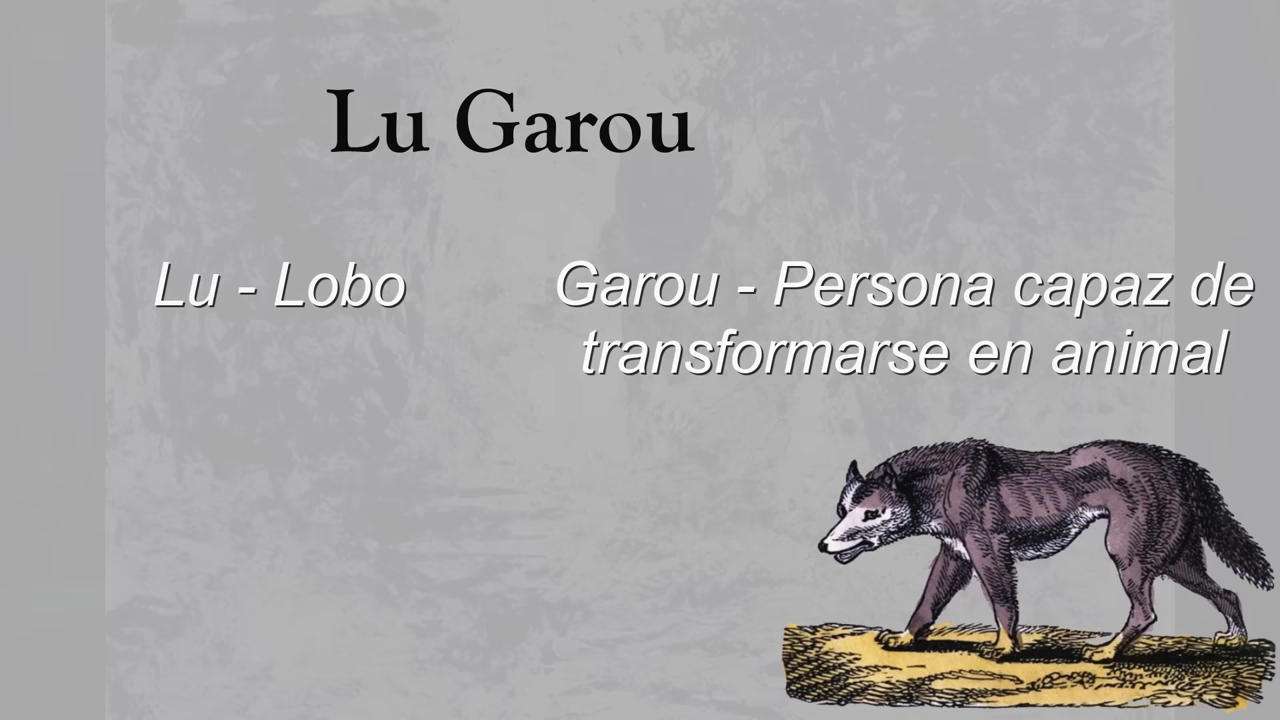 Lu Garou
Lu - Lobo
Garou - Persona capaz de
transformarse en animal